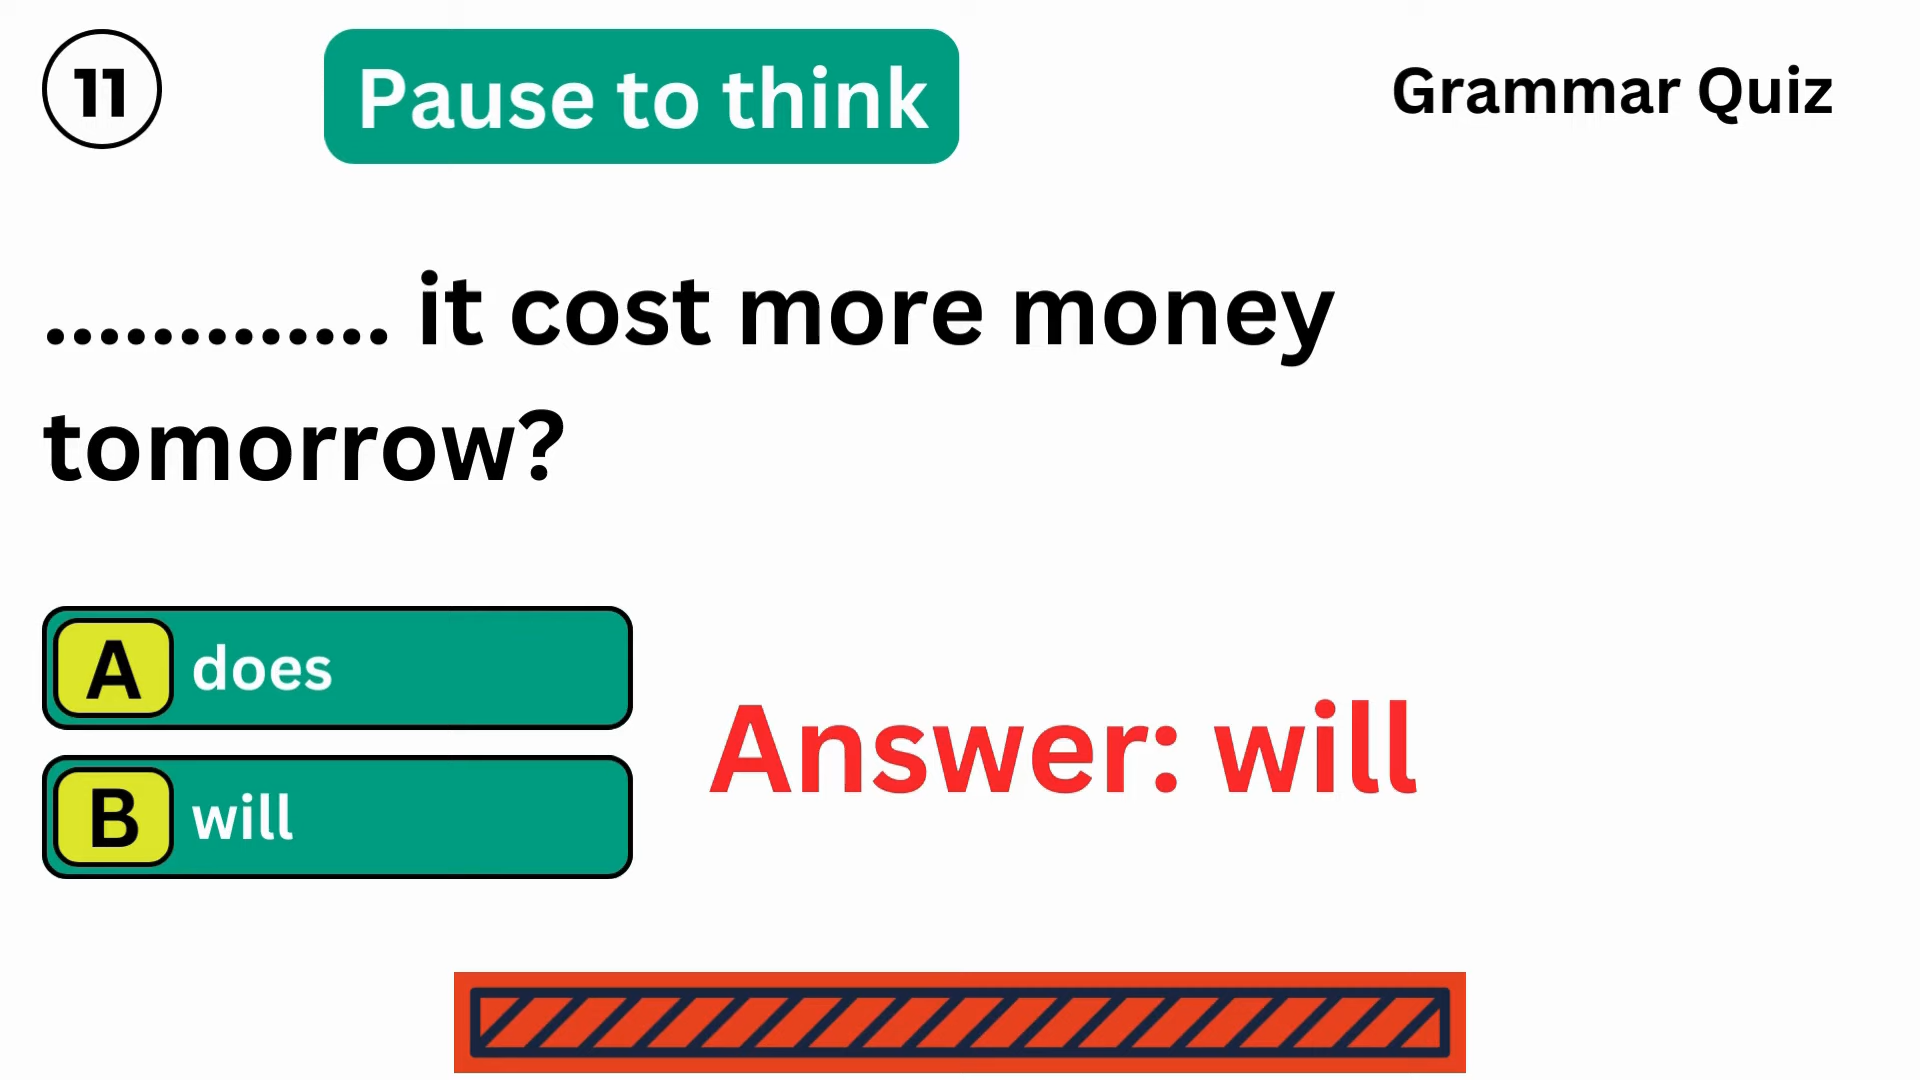 11
Pause to think
Grammar Quiz
............. it cost more money
tomorrow?
A does
B will
Answer: will